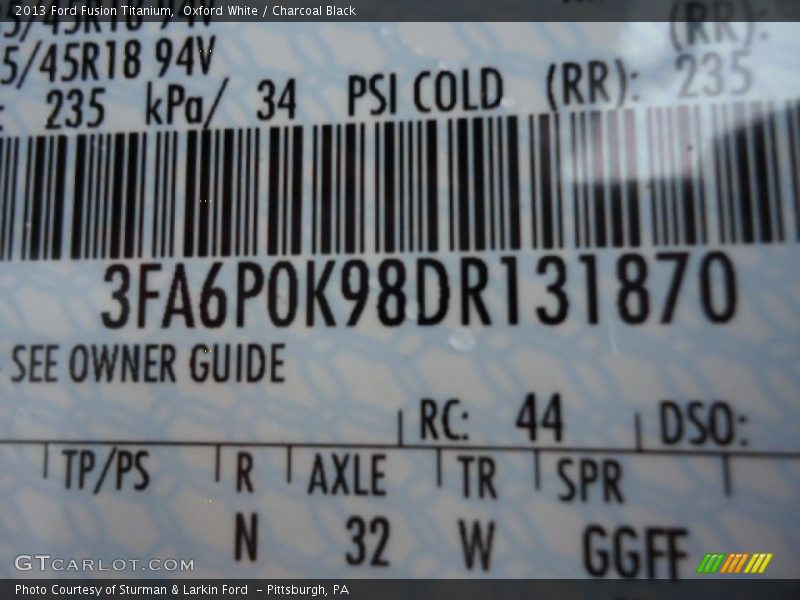 2013 Ford Fusion Titanium, Oxford White / Charcoal Black
(RR):
5/45R18 94V
235 kPa/ 34 PSI COLD (RR): 235
3FA6P0K98DR131870
SEE OWNER GUIDE
RC: 44 DSO:
TP/PS R AXLE TR SPR
N 32 W GGFF
GTCARLOT.COM
Photo Courtesy of Sturman & Larkin Ford - Pittsburgh, PA